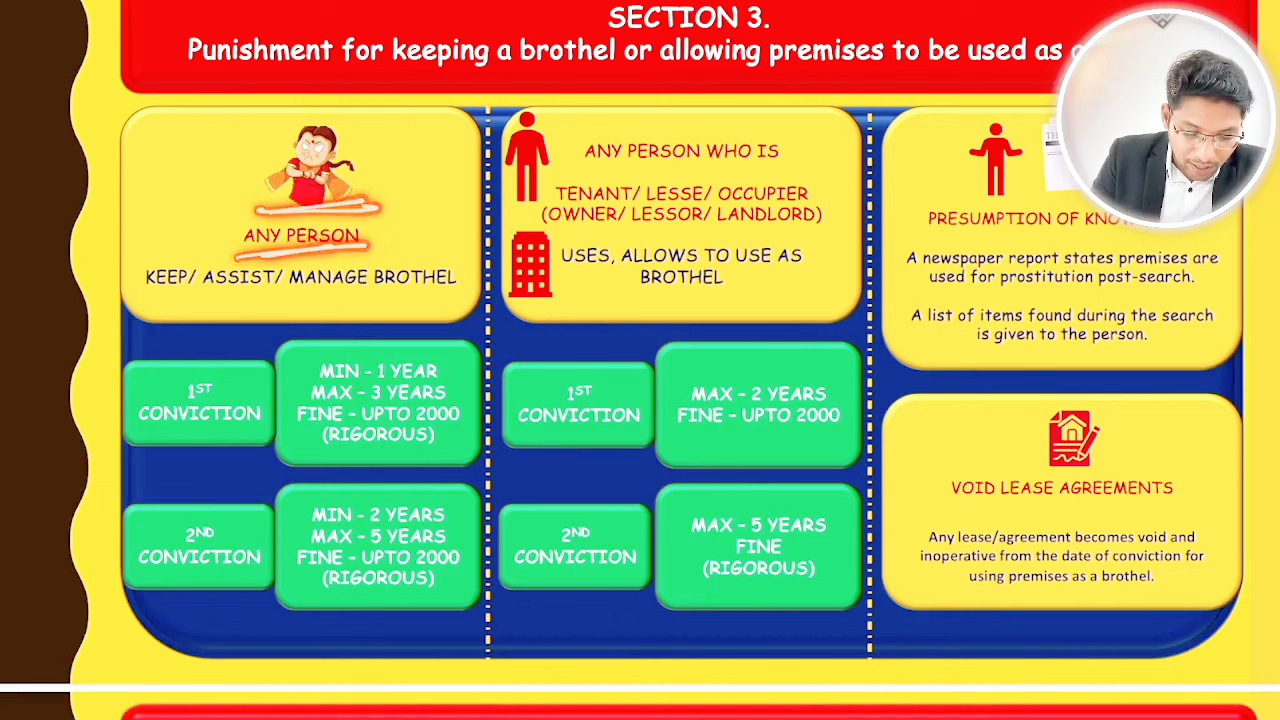 SECTION 3.
Punishment for keeping a brothel or allowing premises to be used as
ANY PERSON
KEEP/ ASSIST/ MANAGE BROTHEL
1ST
CONVICTION
MIN - 1 YEAR
MAX - 3 YEARS
FINE - UPTO 2000
(RIGOROUS)
2ND
CONVICTION
MIN - 2 YEARS
MAX - 5 YEARS
FINE - UPTO 2000
(RIGOROUS)
ANY PERSON WHO IS
TENANT/ LESSE/ OCCUPIER
(OWNER/ LESSOR/ LANDLORD)
USES, ALLOWS TO USE AS
BROTHEL
1ST
CONVICTION
MAX - 2 YEARS
FINE - UPTO 2000
2ND
CONVICTION
MAX - 5 YEARS
FINE
(RIGOROUS)
PRESUMPTION OF
A newspaper report states premises are
used for prostitution post-search.
A list of items found during the search
is given to the person.
VOID LEASE AGREEMENTS
Any lease/agreement becomes void and
inoperative from the date of conviction for
using premises as a brothel.